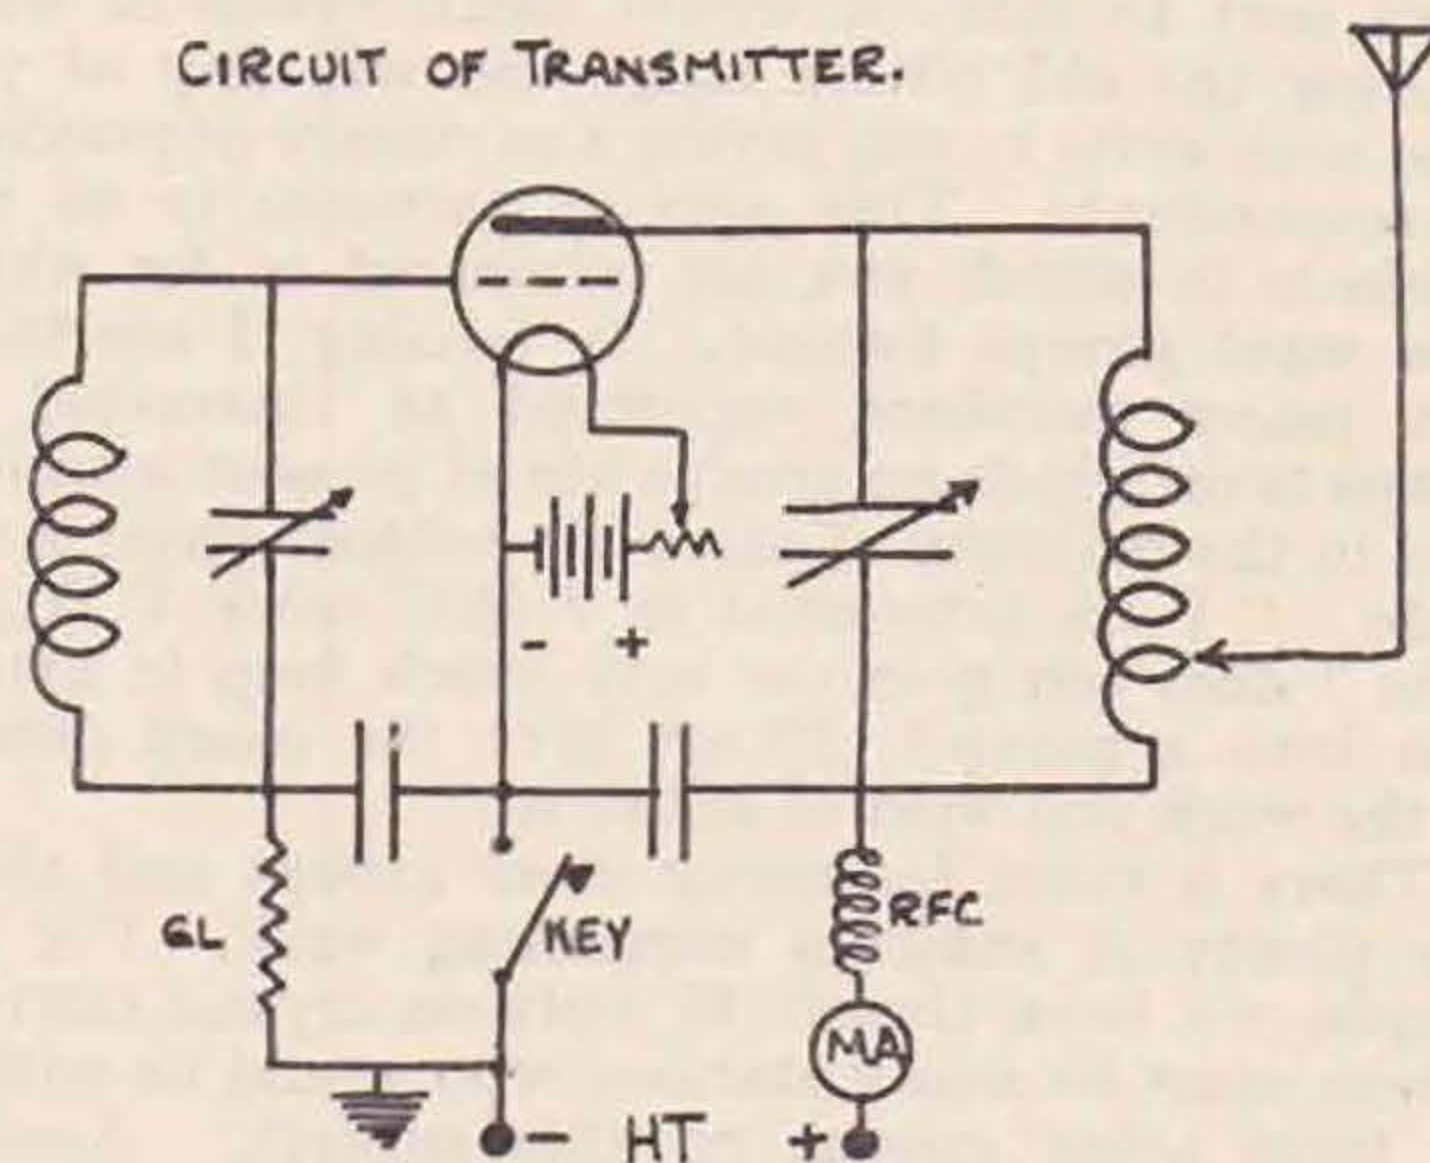 CIRCUIT OF TRANSMITTER.
- +
GL
KEY
RFC
MA
- HT +